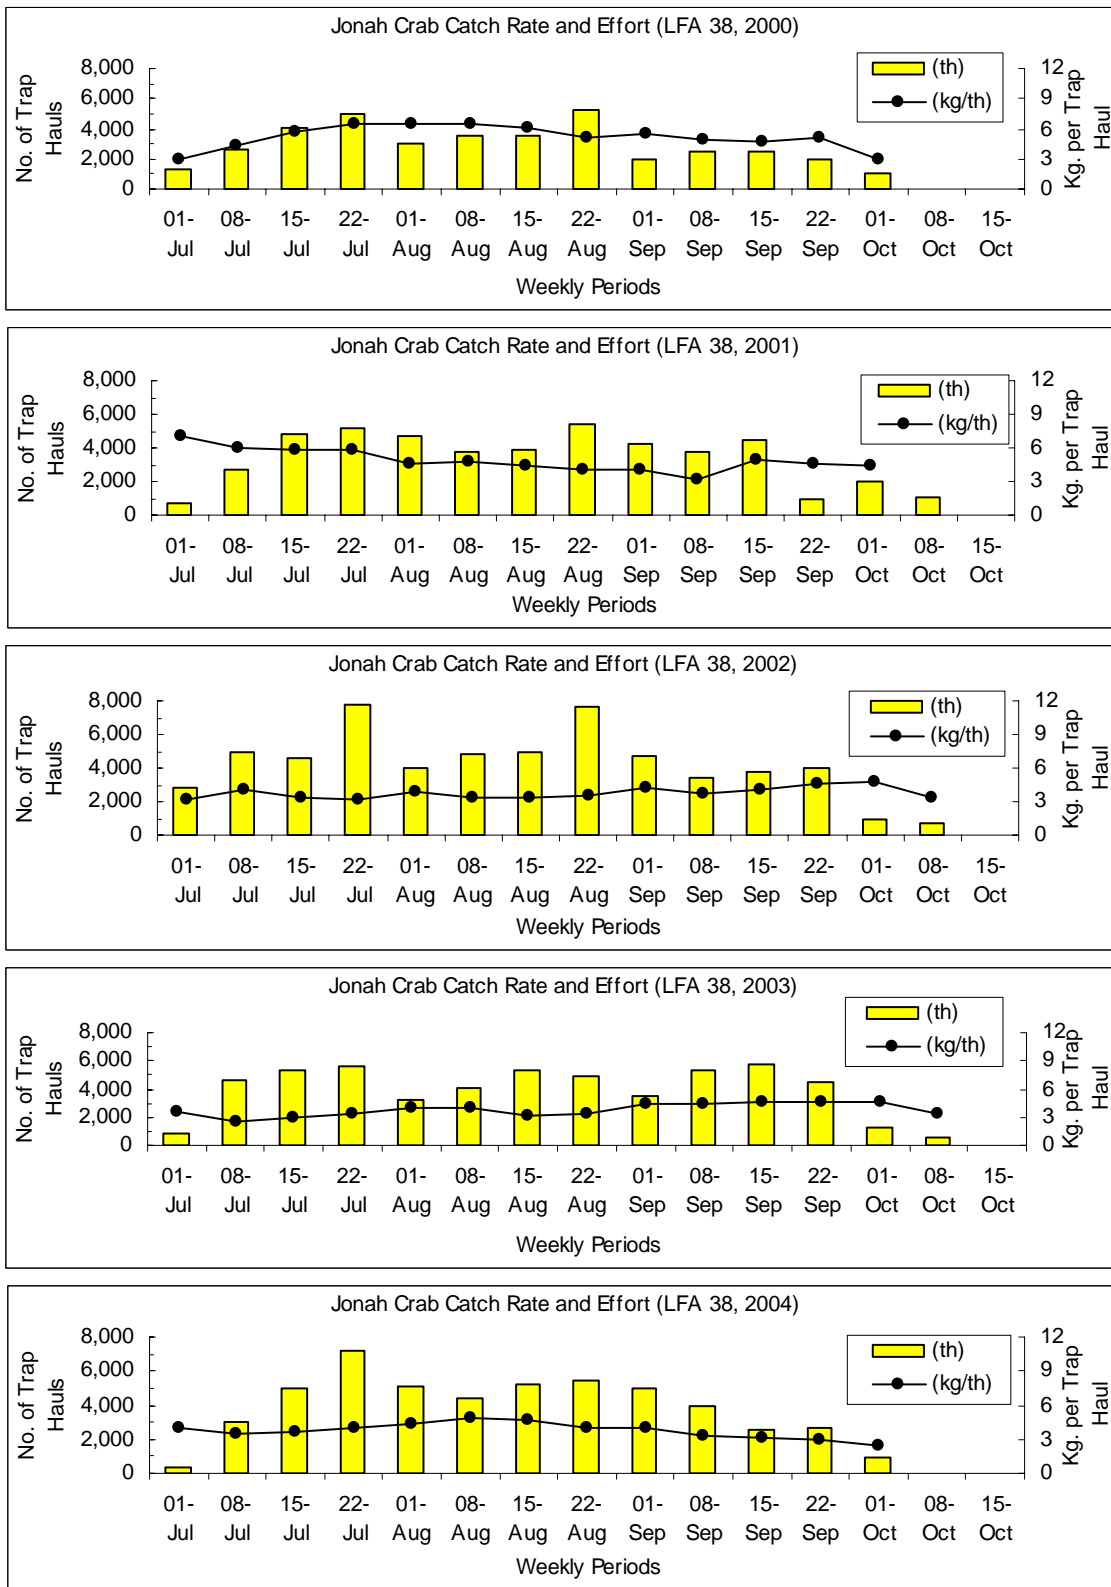 Jonah Crab Catch Rate and Effort (LFA 38, 2000)
No. of Trap
Hauls
8,000
6,000
4,000
2,000
0
(th)
(kg/th)
12
9
6
3
0
Kg. per Trap
Haul
01- 08- 15- 22- 01- 08- 15- 22- 01- 08- 15- 22- 01- 08- 15-
Jul Jul Jul Jul Aug Aug Aug Aug Sep Sep Sep Sep Oct Oct Oct
Weekly Periods
Jonah Crab Catch Rate and Effort (LFA 38, 2001)
No. of Trap
Hauls
8,000
6,000
4,000
2,000
0
(th)
(kg/th)
12
9
6
3
0
Kg. per Trap
Haul
01- 08- 15- 22- 01- 08- 15- 22- 01- 08- 15- 22- 01- 08- 15-
Jul Jul Jul Jul Aug Aug Aug Aug Sep Sep Sep Sep Oct Oct Oct
Weekly Periods
Jonah Crab Catch Rate and Effort (LFA 38, 2002)
No. of Trap
Hauls
8,000
6,000
4,000
2,000
0
(th)
(kg/th)
12
9
6
3
0
Kg. per Trap
Haul
01- 08- 15- 22- 01- 08- 15- 22- 01- 08- 15- 22- 01- 08- 15-
Jul Jul Jul Jul Aug Aug Aug Aug Sep Sep Sep Sep Oct Oct Oct
Weekly Periods
Jonah Crab Catch Rate and Effort (LFA 38, 2003)
No. of Trap
Hauls
8,000
6,000
4,000
2,000
0
(th)
(kg/th)
12
9
6
3
0
Kg. per Trap
Haul
01- 08- 15- 22- 01- 08- 15- 22- 01- 08- 15- 22- 01- 08- 15-
Jul Jul Jul Jul Aug Aug Aug Aug Sep Sep Sep Sep Oct Oct Oct
Weekly Periods
Jonah Crab Catch Rate and Effort (LFA 38, 2004)
No. of Trap
Hauls
8,000
6,000
4,000
2,000
0
(th)
(kg/th)
12
9
6
3
0
Kg. per Trap
Haul
01- 08- 15- 22- 01- 08- 15- 22- 01- 08- 15- 22- 01- 08- 15-
Jul Jul Jul Jul Aug Aug Aug Aug Sep Sep Sep Sep Oct Oct Oct
Weekly Periods